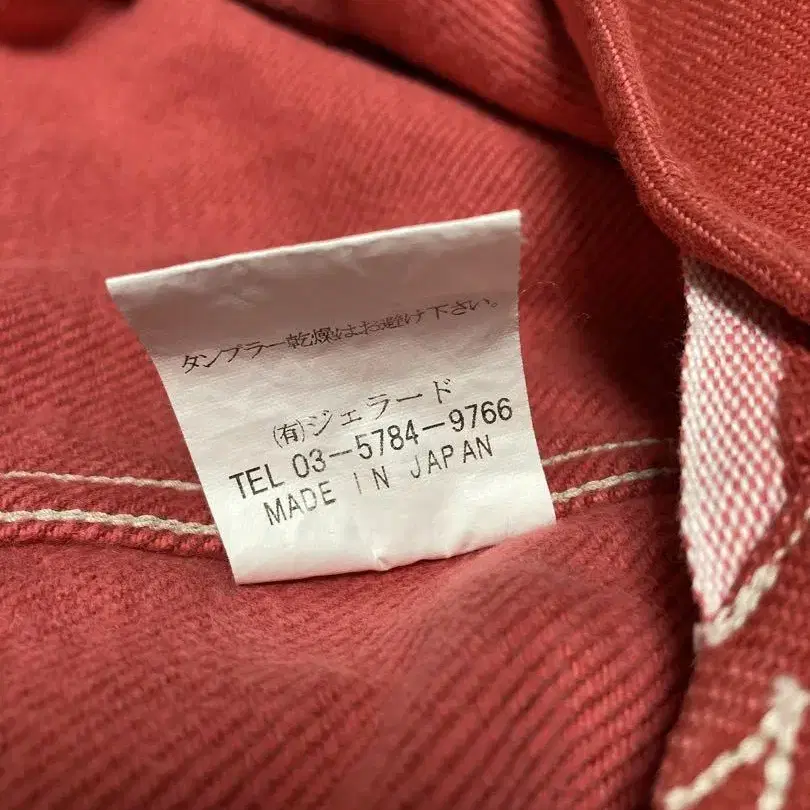 タンブラー乾燥はお避け下さい。
(有)ジェラード
TEL 03-5784-9766
MADE IN JAPAN